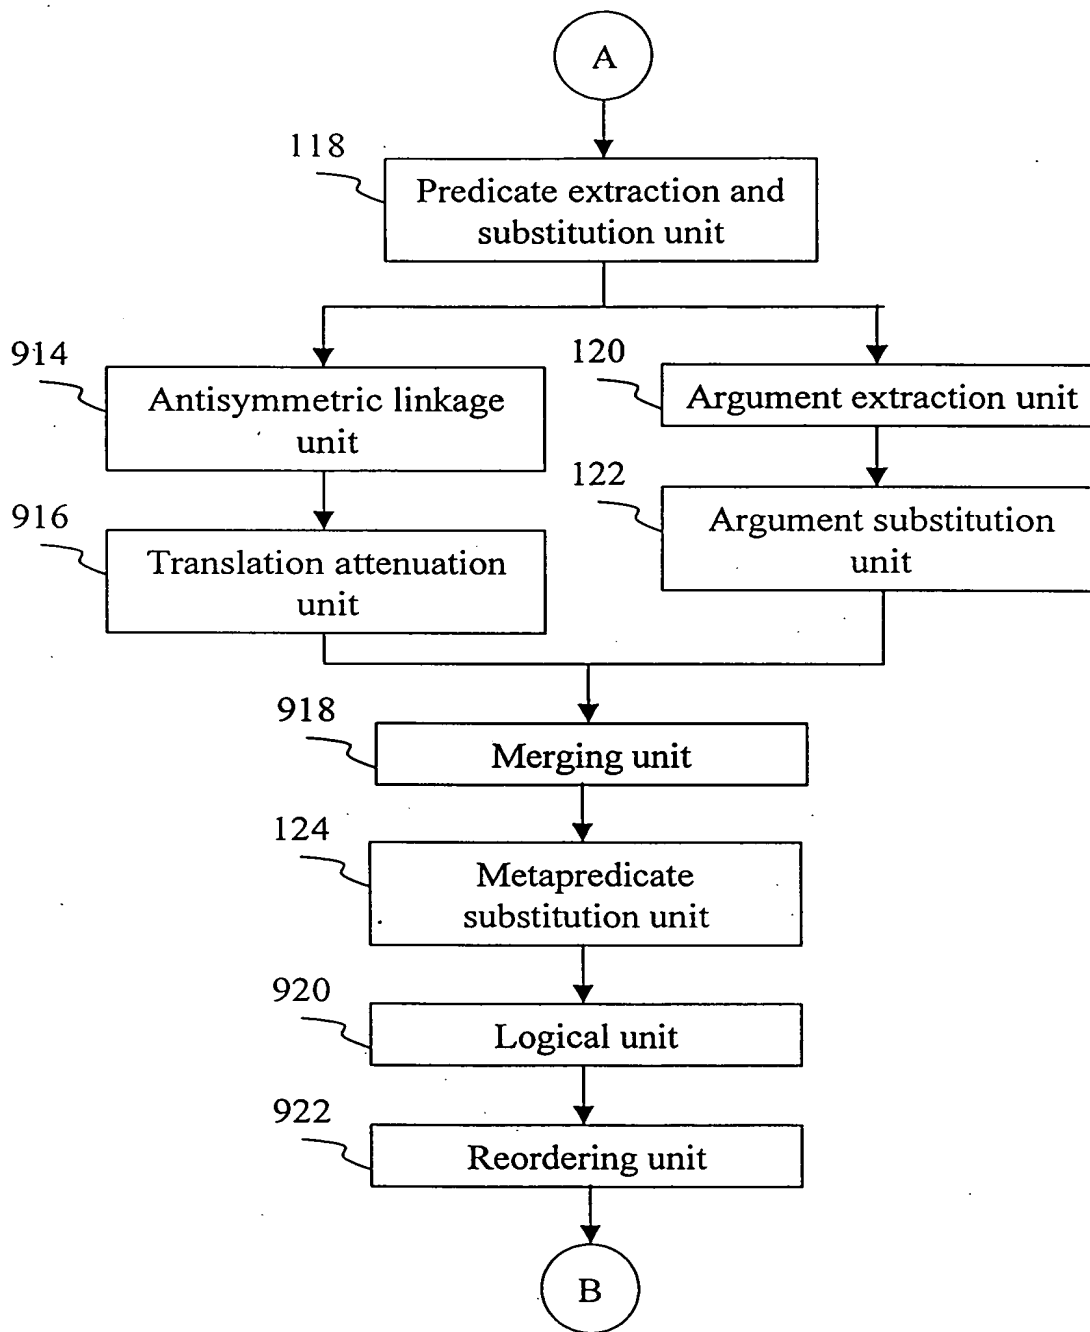 A
118
Predicate extraction and
substitution unit
914
Antisymmetric linkage
unit
120
Argument extraction unit
122
Argument substitution
unit
916
Translation attenuation
unit
918
Merging unit
124
Metapredicate
substitution unit
920
Logical unit
922
Reordering unit
B